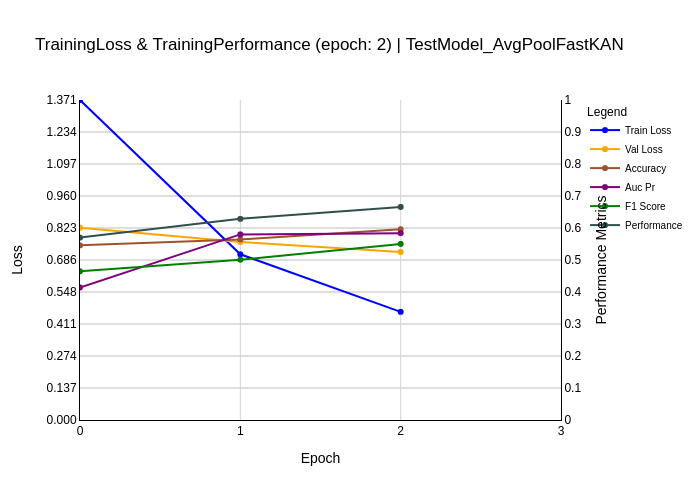 TrainingLoss & TrainingPerformance (epoch: 2) | TestModel_AvgPoolFastKAN
1.371
1.234
1.097
0.960
0.823
0.686
0.548
0.411
0.274
0.137
0.000
Loss
0
1
2
3
Epoch
1
0.9
0.8
0.7
0.6
0.5
0.4
0.3
0.2
0.1
0
Performance Metrics
Legend
Train Loss
Val Loss
Accuracy
Auc Pr
F1 Score
Performance